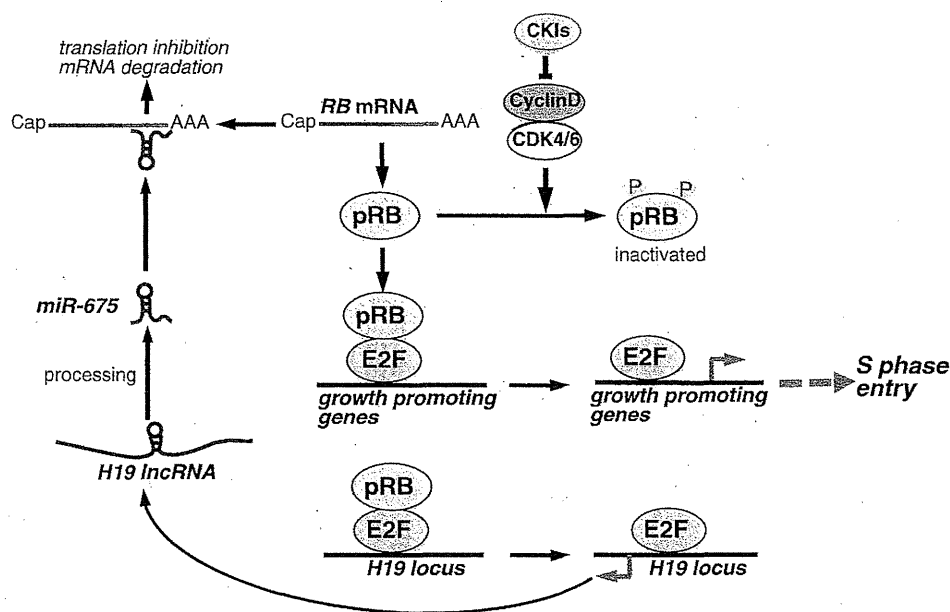 translation inhibition
mRNA degradation
CKIs
CyclinD
CDK4/6
Cap
AAA
RB mRNA
Cap
AAA
pRB
P
P
pRB
inactivated
miR-675
processing
H19 lncRNA
pRB
E2F
growth promoting
genes
E2F
growth promoting
genes
S phase
entry
pRB
E2F
H19 locus
E2F
H19 locus